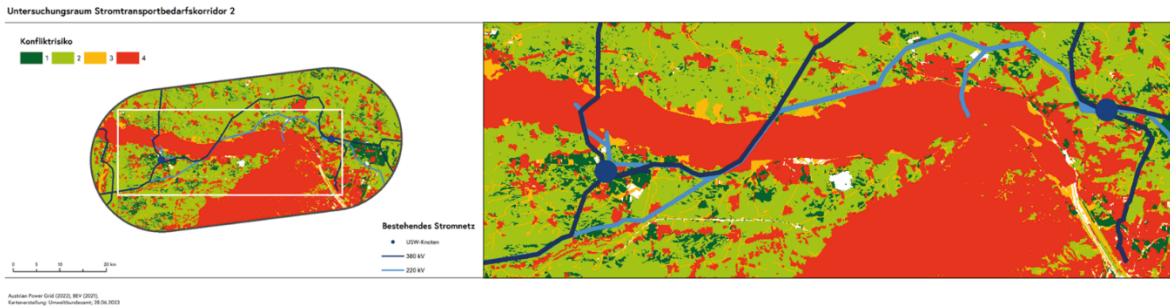 Untersuchungsraum Stromtransportbedarfskorridor 2
Konfliktrisiko
1 2 3 4
Bestehendes Stromnetz
USW-Knoten
380 kV
220 kV
0 5 10 20 km
Austrian Power Grid (2022), BEV (2021);
Kartenerstellung: Umweltbundesamt; 28.06.2023